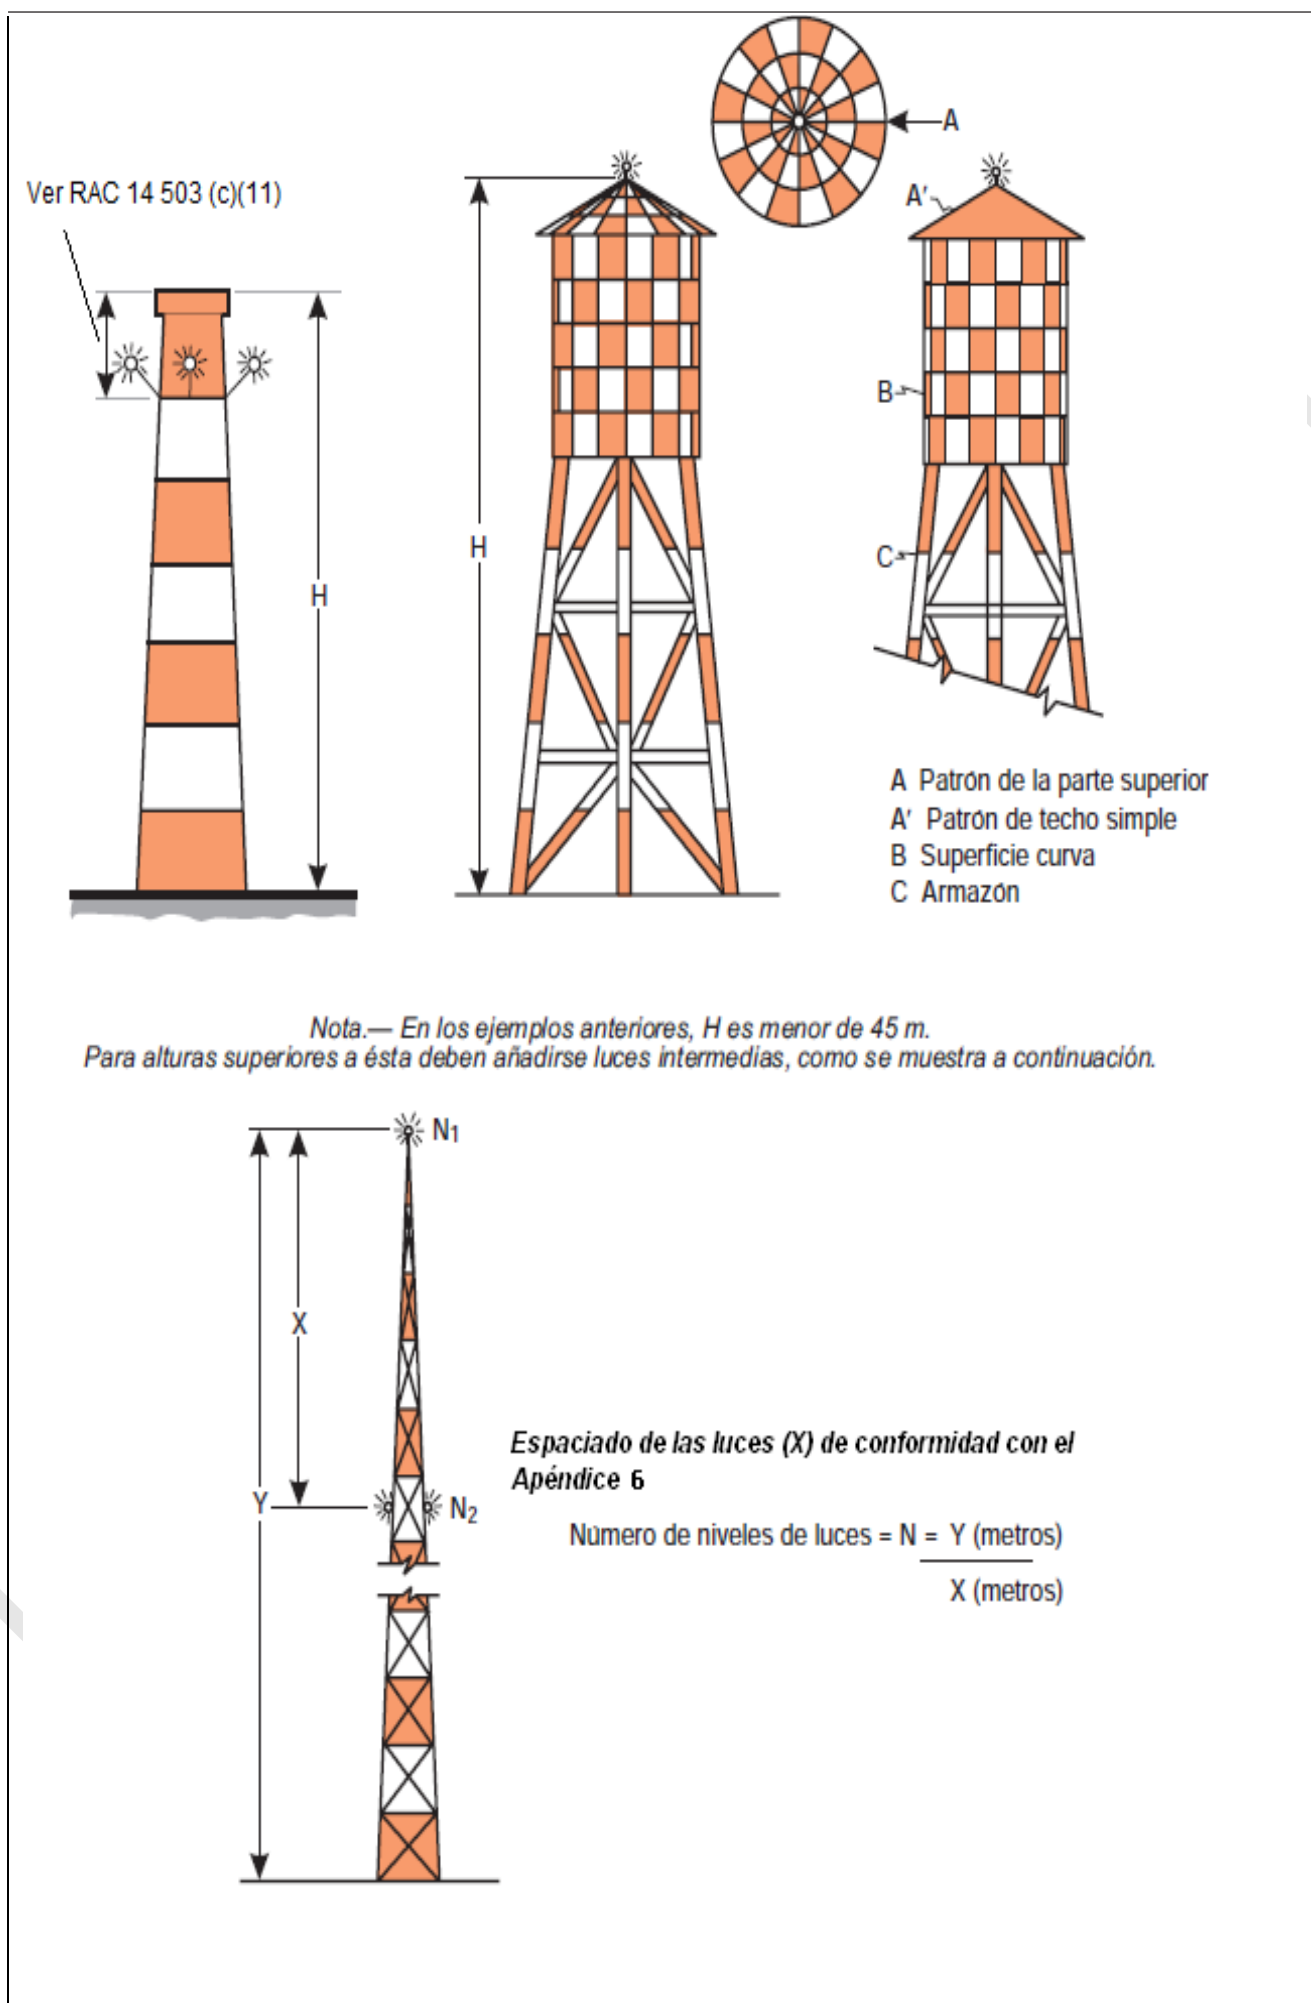 A
Ver RAC 14 503 (c)(11)
A'
B
H
C
H
A Patrón de la parte superior
A' Patrón de techo simple
B Superficie curva
C Armazón
Nota.— En los ejemplos anteriores, H es menor de 45 m.
Para alturas superiores a ésta deben añadirse luces intermedias, como se muestra a continuación.
N1
X
Espaciado de las luces (X) de conformidad con el
Apéndice 6
Y
N2
Número de niveles de luces = N = Y (metros)
X (metros)